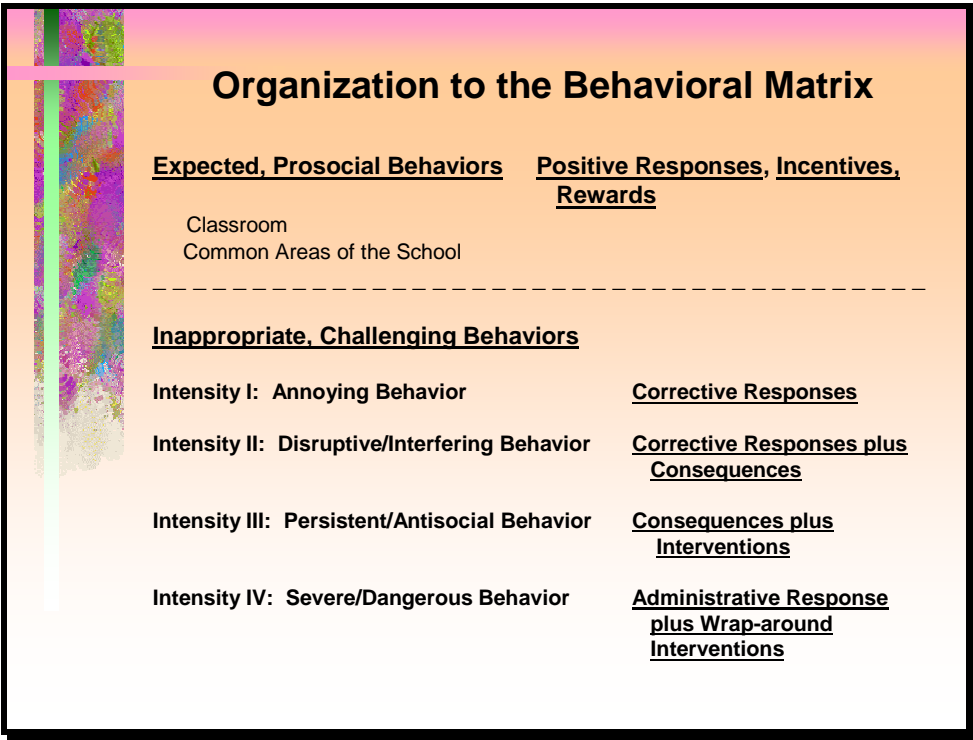 Organization to the Behavioral Matrix
Expected, Prosocial Behaviors Positive Responses, Incentives,
Rewards
Classroom
Common Areas of the School
_ _ _ _ _ _ _ _ _ _ _ _ _ _ _ _ _ _ _ _ _ _ _ _ _ _ _ _ _ _ _ _ _ _ _ _ _ _ _
Inappropriate, Challenging Behaviors
Intensity I: Annoying Behavior Corrective Responses
Intensity II: Disruptive/Interfering Behavior Corrective Responses plus
Consequences
Intensity III: Persistent/Antisocial Behavior Consequences plus
Interventions
Intensity IV: Severe/Dangerous Behavior Administrative Response
plus Wrap-around
Interventions